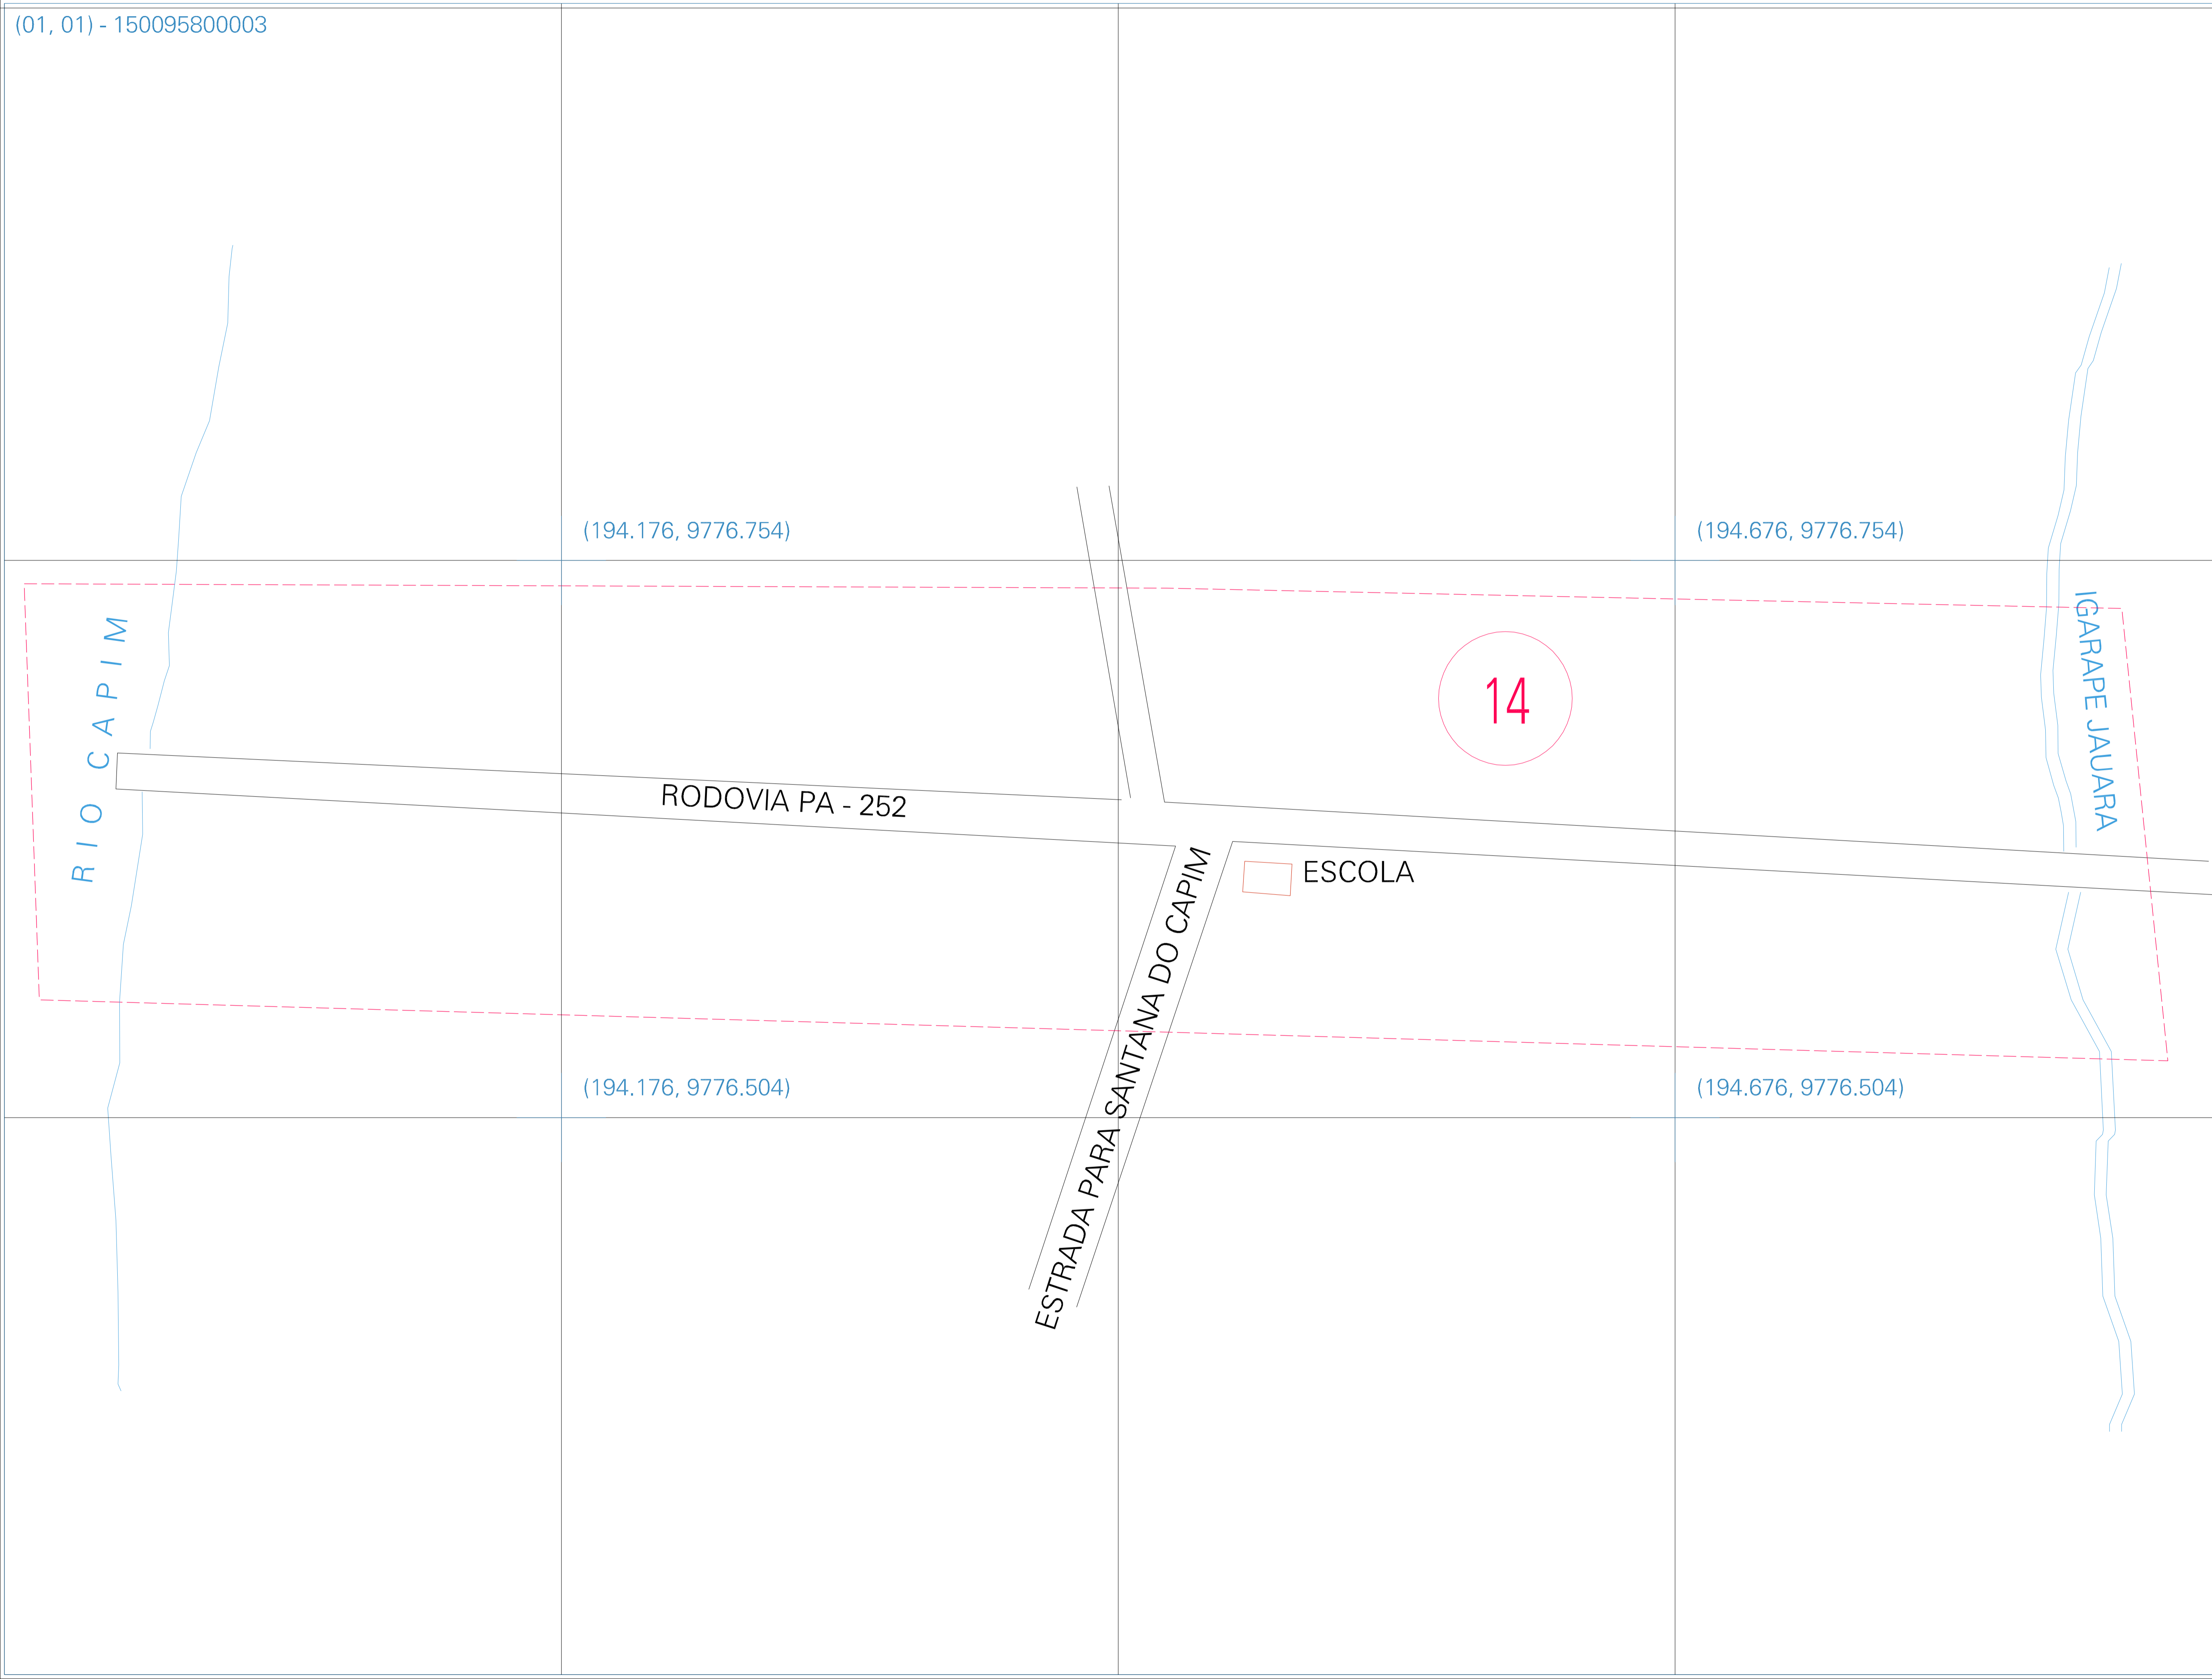 (01, 01) - 150095800003
(194.176, 9776.754)
(194.676, 9776.754)
RIO CAPIM
14
IGARAPE JAUARA
RODOVIA PA - 252
ESCOLA
ESTRADA PARA SANTANA DO CAPIM
(194.176, 9776.504)
(194.676, 9776.504)